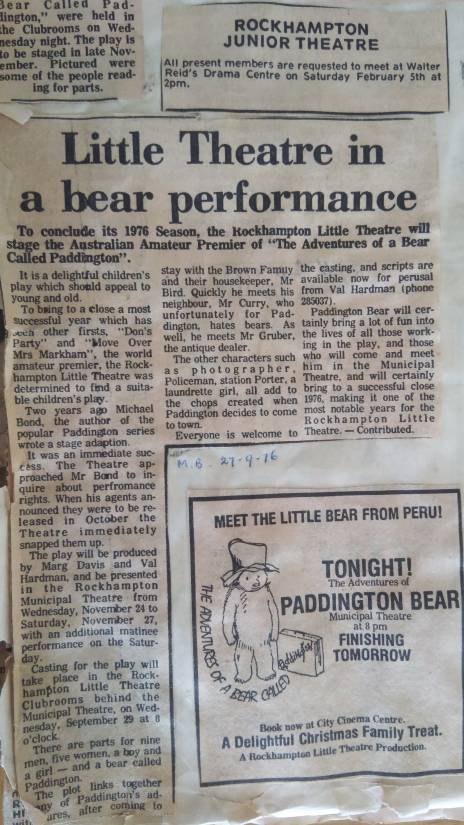 Bear Called Pad-
dington," were held in
the Clubrooms on Wed-
nesday night. The play is
to be staged in late Nov-
ember. Pictured were
some of the people read-
ing for parts.
ROCKHAMPTON
JUNIOR THEATRE
All present members are requested to meet at Walter
Reid's Drama Centre on Saturday February 5th at
2pm.
Little Theatre in
a bear performance
To conclude its 1976 Season, the Rockhampton Little Theatre will
stage the Australian Amateur Premier of "The Adventures of a Bear
Called Paddington".
It is a delightful children's
play which should appeal to
young and old.
To bring to a close a most
successful year which has
seen other firsts, "Don's
Party" and "Move Over
Mrs Markham", the world
amateur premier, the Rock-
hampton Little Theatre was
determined to find a suita-
ble children's play.
Two years ago Michael
Bond, the author of the
popular Paddington series
wrote a stage adaption.
It was an immediate suc-
cess. The Theatre ap-
proached Mr Bond to in-
quire about perfromance
rights. When his agents an-
nounced they were to be re-
leased in October the
Theatre immediately
snapped them up.
The play will be produced
by Marg Davis and Val
Hardman, and be presented
in the Rockhampton
Municipal Theatre from
Wednesday, November 24 to
Saturday, November 27,
with an additional matinee
performance on the Satur-
day.
Casting for the play will
take place in the Rock-
hampton Little Theatre
Clubrooms behind the
Municipal Theatre, on Wed-
nesday, September 29 at 8
o'clock.
There are parts for nine
men, five women, a boy and
a girl — and a bear called
Paddington.
The plot links together
of Paddington's ad-
ares, after coming to
stay with the Brown Family
and their housekeeper, Mr
Bird. Quickly he meets his
neighbour, Mr Curry, who
unfortunately for Pad-
dington, hates bears. As
well, he meets Mr Gruber,
the antique dealer.
The other characters such
as photographer,
Policeman, station Porter, a
laundrette girl, all add to
the chops created when
Paddington decides to come
to town.
Everyone is welcome to
the casting, and scripts are
available now for perusal
from Val Hardman (phone
285037).
Paddington Bear will cer-
tainly bring a lot of fun into
the lives of all those work-
ing in the play, and those
who will come and meet
him in the Municipal
Theatre, and will certainly
bring to a successful close
1976, making it one of the
most notable years for the
Rockhampton Little
Theatre. — Contributed.
M.B. 27-9-76
MEET THE LITTLE BEAR FROM PERU!
TONIGHT!
The Adventures of
PADDINGTON BEAR
Municipal Theatre
at 8 pm
FINISHING
TOMORROW
THE ADVENTURES OF A BEAR CALLED
Paddington
Book now at City Cinema Centre.
A Delightful Christmas Family Treat.
A Rockhampton Little Theatre Production.